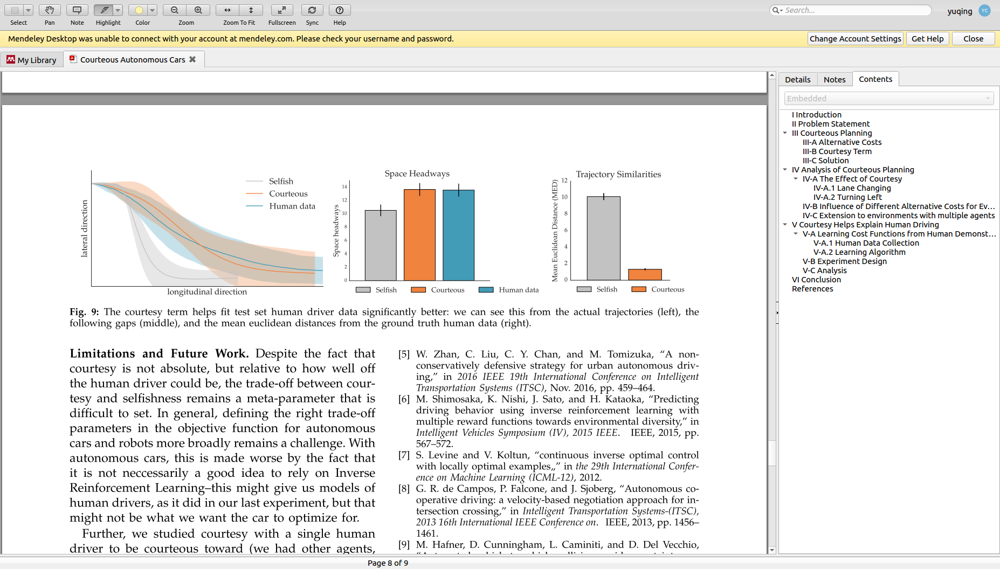 Select
Pan
Note
Highlight
Color
Zoom
Zoom To Fit
Fullscreen
Sync
Help
Search...
yuqing
YC
Mendeley Desktop was unable to connect with your account at mendeley.com. Please check your username and password.
Change Account Settings
Get Help
Close
My Library
Courteous Autonomous Cars
lateral direction
longitudinal direction
Selfish
Courteous
Human data
Space Headways
Space headways
14
12
10
8
6
4
2
0
Selfish
Courteous
Human data
Trajectory Similarities
Mean Euclidean Distance (MED)
12
10
8
6
4
2
0
Selfish
Courteous
Fig. 9: The courtesy term helps fit test set human driver data significantly better: we can see this from the actual trajectories (left), the
following gaps (middle), and the mean euclidean distances from the ground truth human data (right).
Limitations and Future Work. Despite the fact that
courtesy is not absolute, but relative to how well off
the human driver could be, the trade-off between cour-
tesy and selfishness remains a meta-parameter that is
difficult to set. In general, defining the right trade-off
parameters in the objective function for autonomous
cars and robots more broadly remains a challenge. With
autonomous cars, this is made worse by the fact that
it is not neccessarily a good idea to rely on Inverse
Reinforcement Learning–this might give us models of
human drivers, as it did in our last experiment, but that
might not be what we want the car to optimize for.
Further, we studied courtesy with a single human
driver to be courteous toward (we had other agents,
[5] W. Zhan, C. Liu, C. Y. Chan, and M. Tomizuka, “A non-
conservatively defensive strategy for urban autonomous driv-
ing,” in 2016 IEEE 19th International Conference on Intelligent
Transportation Systems (ITSC), Nov. 2016, pp. 459–464.
[6] M. Shimosaka, K. Nishi, J. Sato, and H. Kataoka, “Predicting
driving behavior using inverse reinforcement learning with
multiple reward functions towards environmental diversity,” in
Intelligent Vehicles Symposium (IV), 2015 IEEE. IEEE, 2015, pp.
567–572.
[7] S. Levine and V. Koltun, “continuous inverse optimal control
with locally optimal examples,,” in the 29th International Confer-
ence on Machine Learning (ICML-12), 2012.
[8] G. R. de Campos, P. Falcone, and J. Sjoberg, “Autonomous co-
operative driving: a velocity-based negotiation approach for in-
tersection crossing,” in Intelligent Transportation Systems-(ITSC),
2013 16th International IEEE Conference on. IEEE, 2013, pp. 1456–
1461.
[9] M. Hafner, D. Cunningham, L. Caminiti, and D. Del Vecchio,
Details
Notes
Contents
Embedded
I Introduction
II Problem Statement
III Courteous Planning
III-A Alternative Costs
III-B Courtesy Term
III-C Solution
IV Analysis of Courteous Planning
IV-A The Effect of Courtesy
IV-A.1 Lane Changing
IV-A.2 Turning Left
IV-B Influence of Different Alternative Costs for Ev...
IV-C Extension to environments with multiple agents
V Courtesy Helps Explain Human Driving
V-A Learning Cost Functions from Human Demonst...
V-A.1 Human Data Collection
V-A.2 Learning Algorithm
V-B Experiment Design
V-C Analysis
VI Conclusion
References
Page 8 of 9